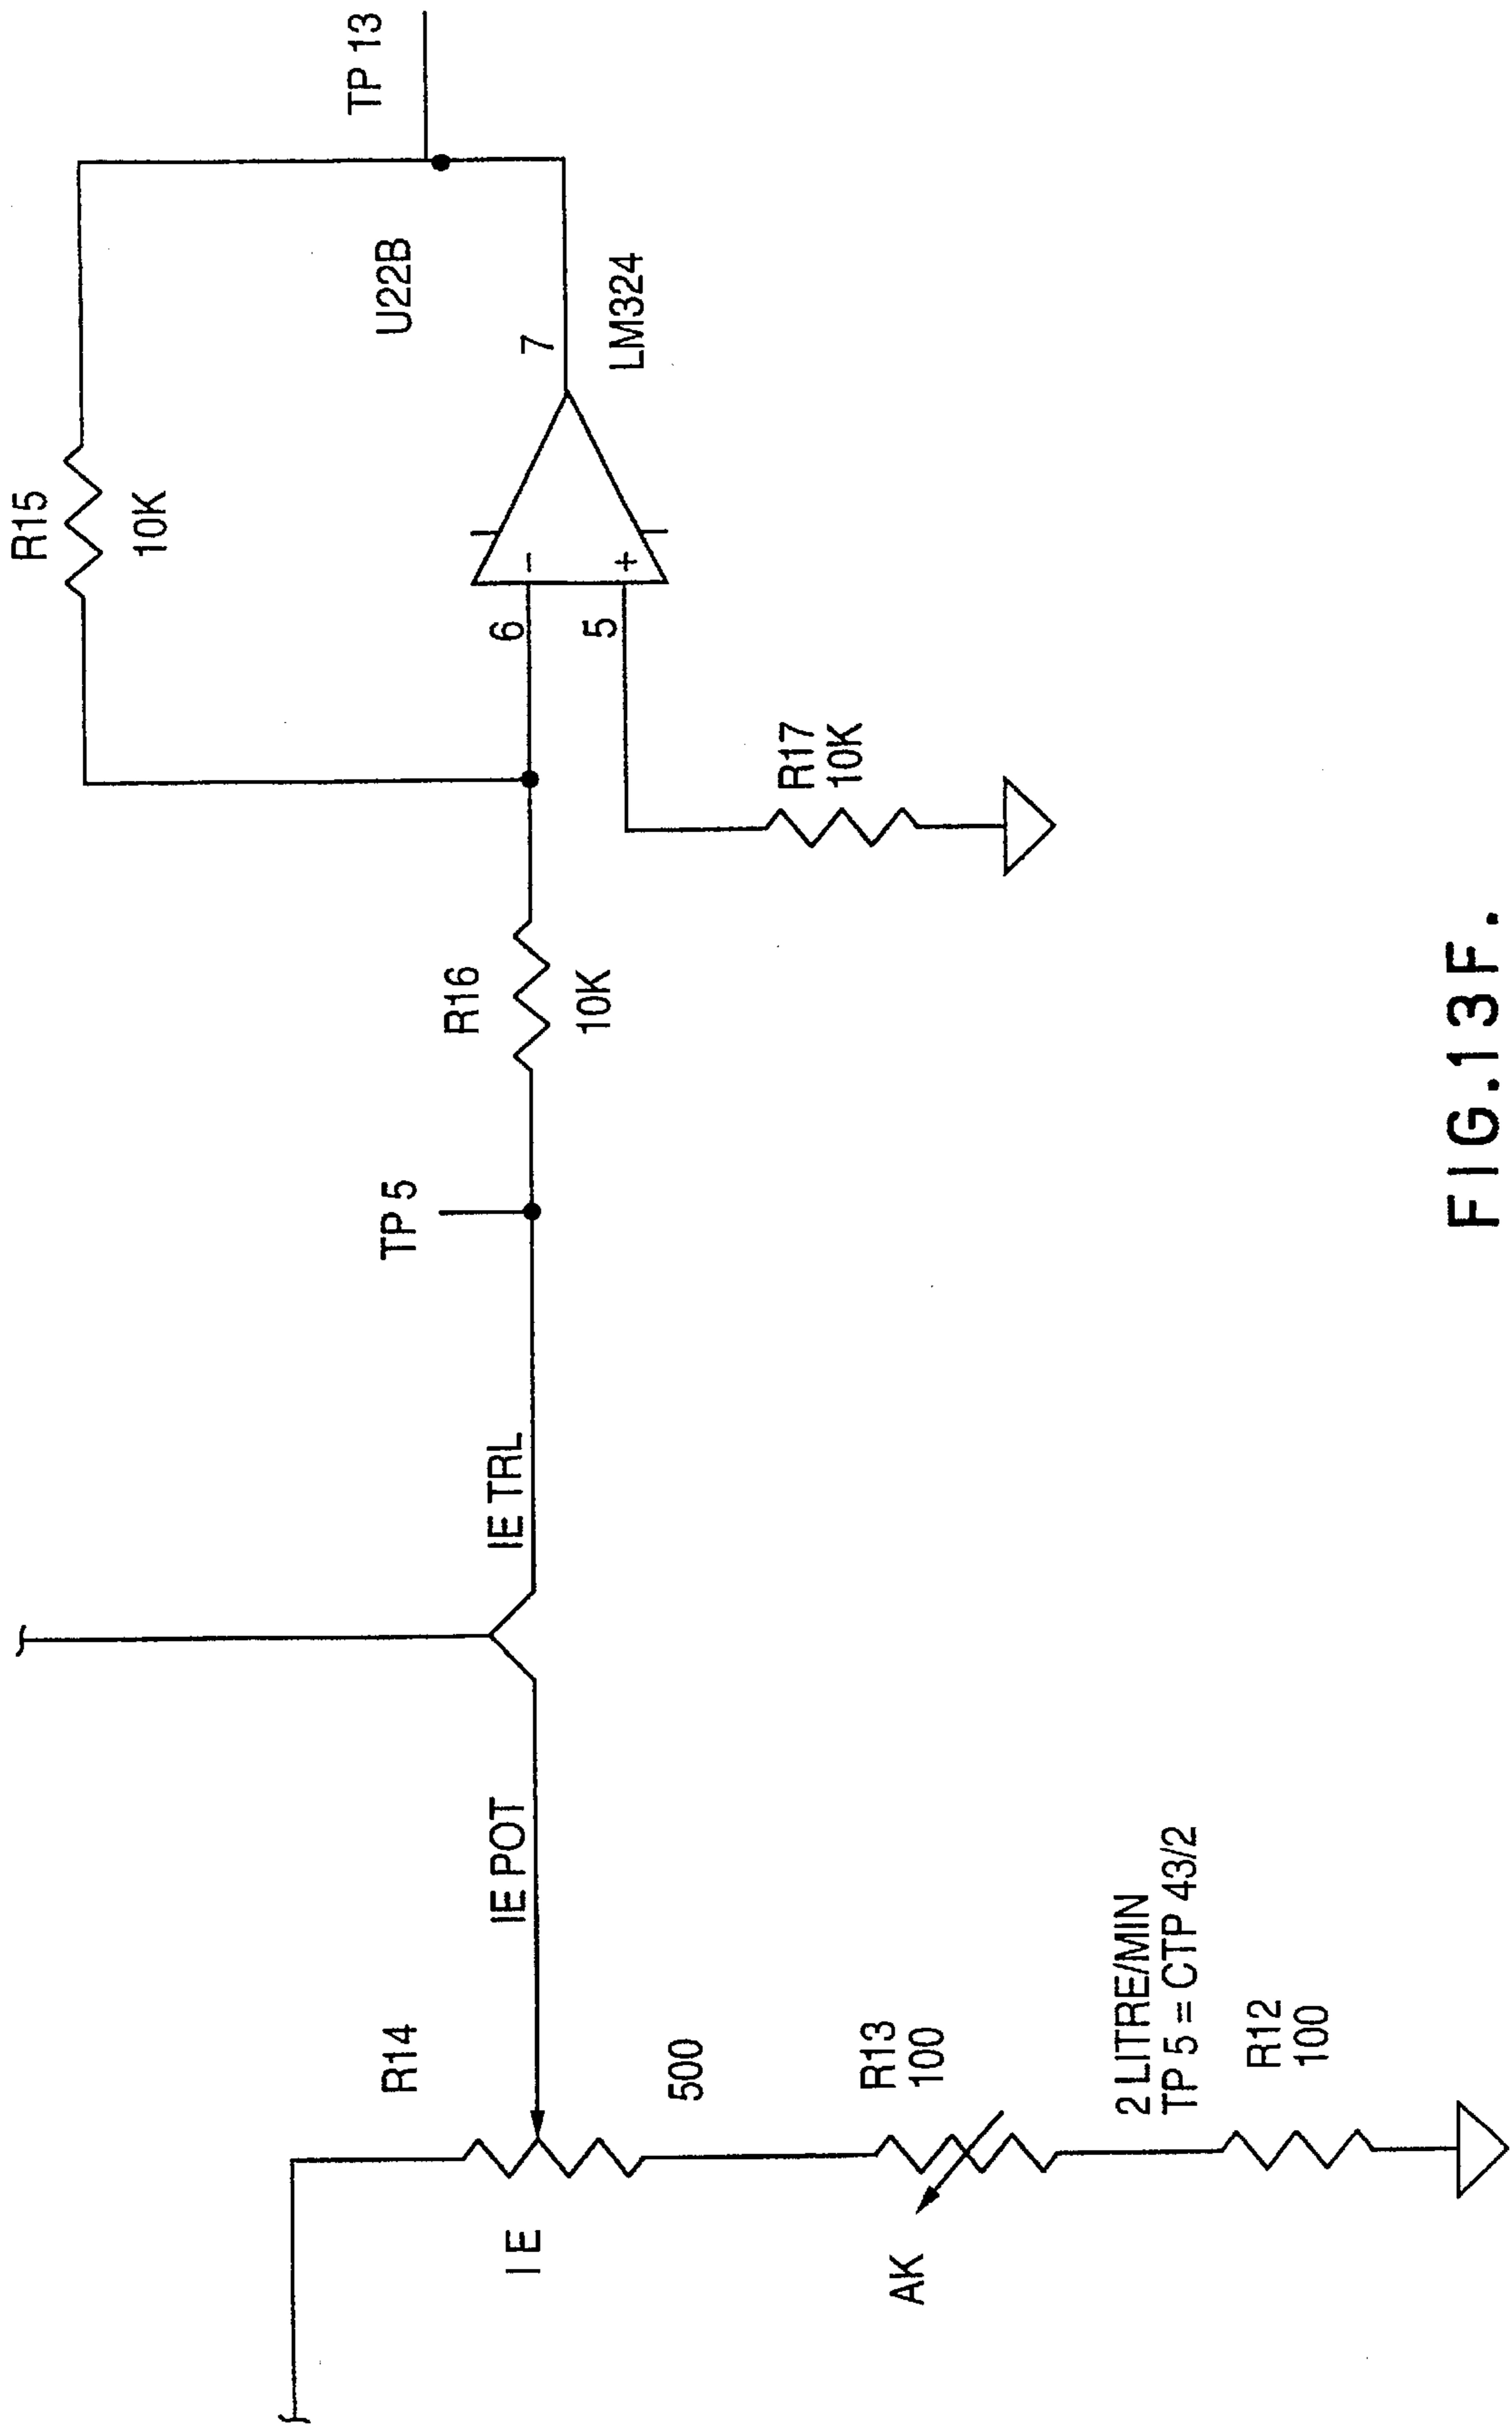 R15
10K
TP 13
U22B
7
LM324
6
5
-
+
R16
10K
R17
10K
TP 5
IE TRL
IE POT
R14
500
I E
R13
100
AK
2 LITRE/MIN
TP 5 = CTP 43/2
R12
100
FIG.13F.